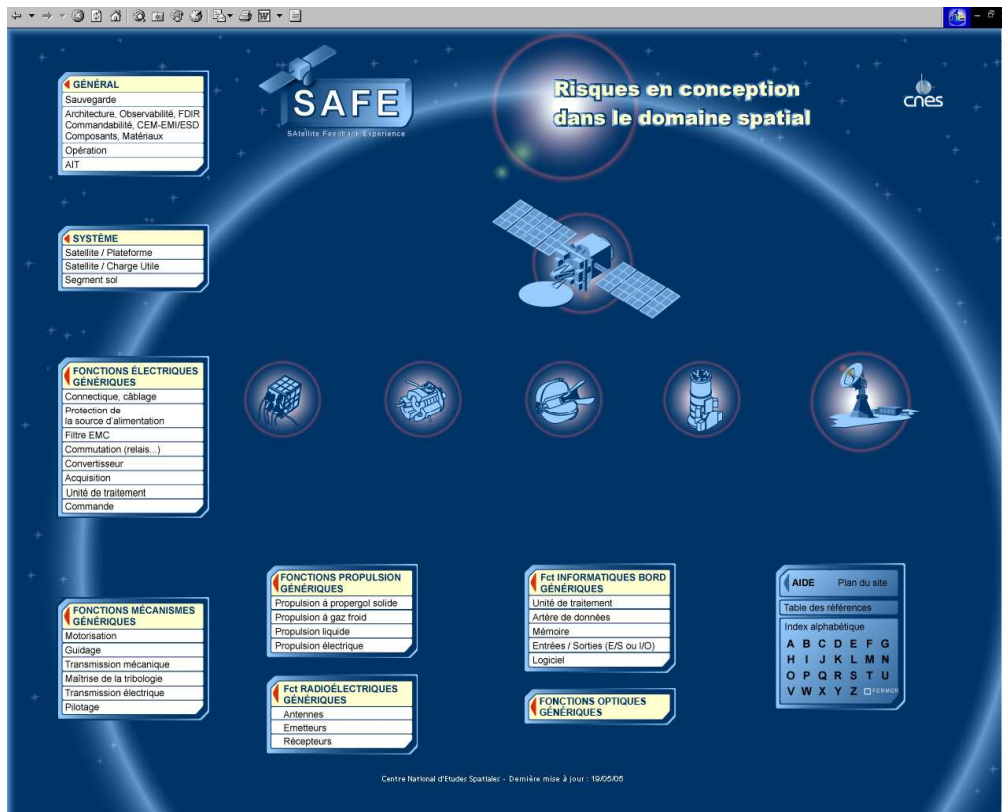 SAFE
SAtellite Feedback Experience
Risques en conception
dans le domaine spatial
cnes
GÉNÉRAL
Sauvegarde
Architecture, Observabilité, FDIR
Commandabilité, CEM-EMI/ESD
Composants, Matériaux
Opération
AIT
SYSTÈME
Satellite / Plateforme
Satellite / Charge Utile
Segment sol
FONCTIONS ÉLECTRIQUES
GÉNÉRIQUES
Connectique, câblage
Protection de
la source d'alimentation
Filtre EMC
Commutation (relais...)
Convertisseur
Acquisition
Unité de traitement
Commande
FONCTIONS MÉCANISMES
GÉNÉRIQUES
Motorisation
Guidage
Transmission mécanique
Maîtrise de la tribologie
Transmission électrique
Pilotage
FONCTIONS PROPULSION
GÉNÉRIQUES
Propulsion à propergol solide
Propulsion à gaz froid
Propulsion liquide
Propulsion électrique
Fct RADIOÉLECTRIQUES
GÉNÉRIQUES
Antennes
Emetteurs
Récepteurs
Fct INFORMATIQUES BORD
GÉNÉRIQUES
Unité de traitement
Artère de données
Mémoire
Entrées / Sorties (E/S ou I/O)
Logiciel
FONCTIONS OPTIQUES
GÉNÉRIQUES
AIDE Plan du site
Table des références
Index alphabétique
A B C D E F G
H I J K L M N
O P Q R S T U
V W X Y Z FERMER
Centre National d'Etudes Spatiales - Dernière mise à jour : 19/05/05